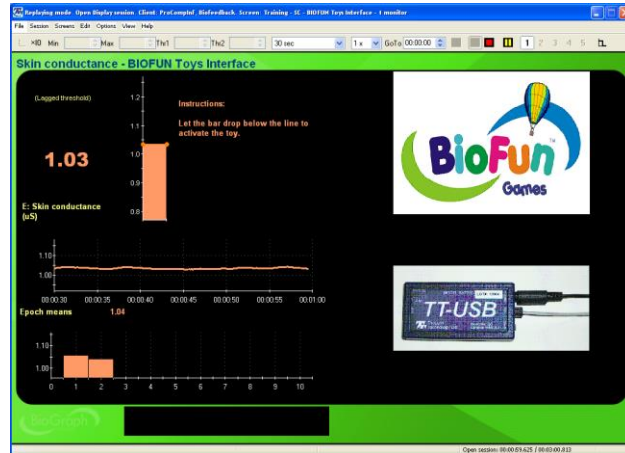 Replaying mode Open Display session Client: ProCompInf, Biofeedback Screen: Training - SC - BIOFUN Toys Interface - 1 monitor
File Session Screens Edit Options View Help
×10 Min Max Thr1 Thr2 30 sec 1 x GoTo 00:00:00 1 2 3 4 5
Skin conductance - BIOFUN Toys Interface
(Lagged threshold)
1.03
E: Skin conductance
(uS)
1.2
1.1
1.0
0.9
0.8
Instructions:
Let the bar drop below the line to
activate the toy.
BioFun
™
Games
1.10
1.00
00:00:30 00:00:35 00:00:40 00:00:45 00:00:50 00:00:55 00:01:00
Epoch means 1.04
1.10
1.00
0 1 2 3 4 5 6 7 8 9 10
TT-USB
BioGraph
Open session: 00:00:59.625 / 00:03:00.813